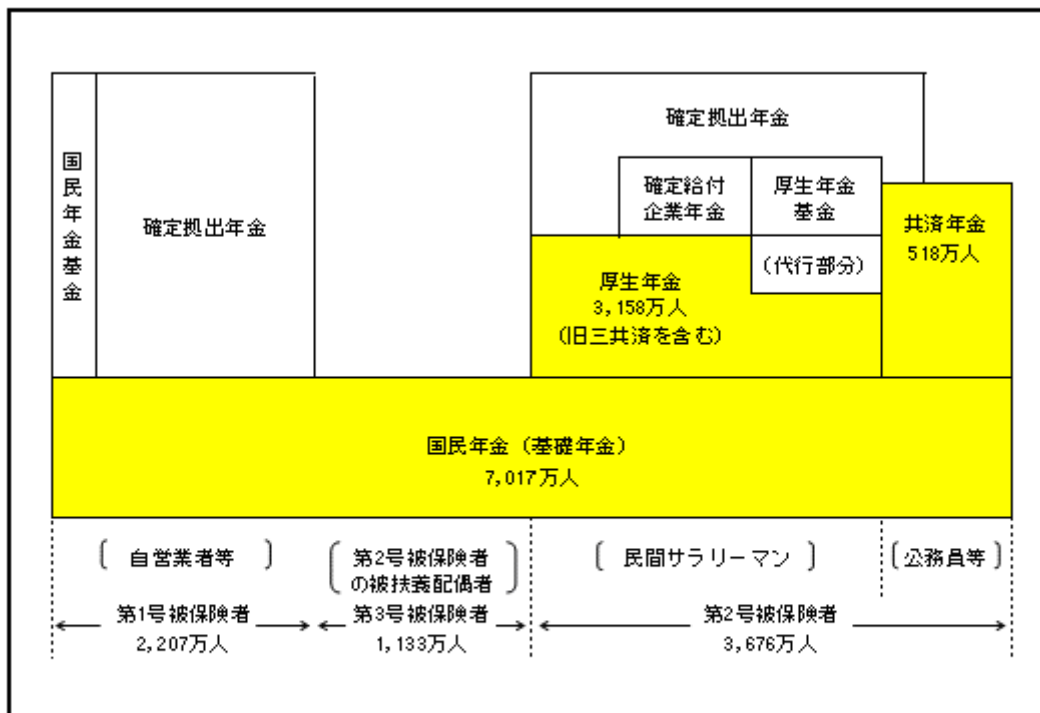 国民年金基金
確定拠出年金
確定拠出年金
確定給付
企業年金
厚生年金
基金
(代行部分)
厚生年金
3,158万人
(旧三共済を含む)
共済年金
518万人
国民年金(基礎年金)
7,017万人
〔 自営業者等 〕
〔 第2号被保険者
の被扶養配偶者 〕
〔 民間サラリーマン 〕
〔公務員等〕
第1号被保険者
2,207万人
第3号被保険者
1,133万人
第2号被保険者
3,676万人